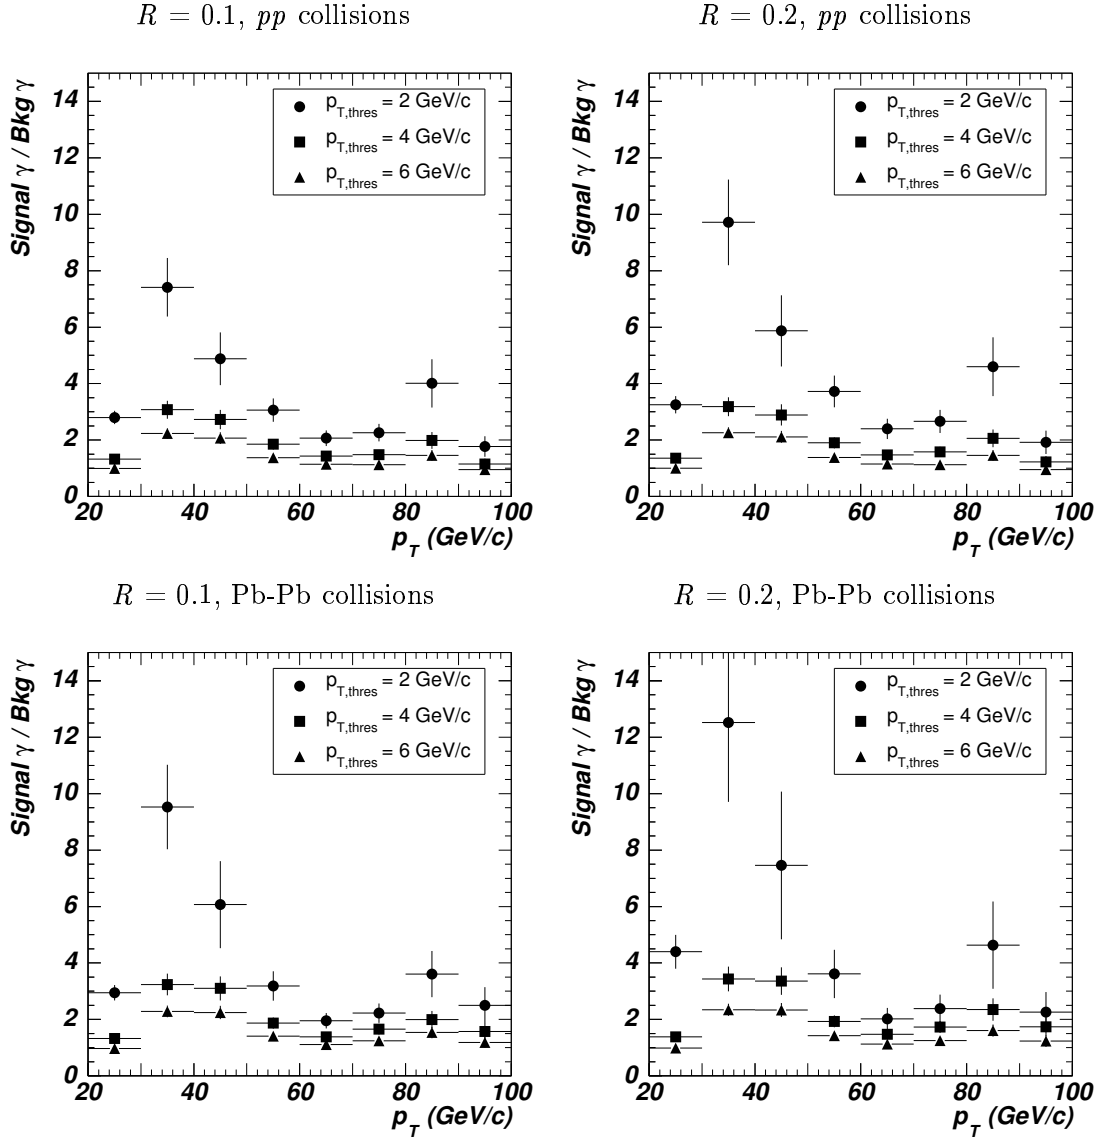 R = 0.1, pp collisions
Signal γ / Bkg γ
14
12
10
8
6
4
2
0
p_T,thres = 2 GeV/c
p_T,thres = 4 GeV/c
p_T,thres = 6 GeV/c
20 40 60 80 100
p_T (GeV/c)
R = 0.2, pp collisions
Signal γ / Bkg γ
14
12
10
8
6
4
2
0
p_T,thres = 2 GeV/c
p_T,thres = 4 GeV/c
p_T,thres = 6 GeV/c
20 40 60 80 100
p_T (GeV/c)
R = 0.1, Pb-Pb collisions
Signal γ / Bkg γ
14
12
10
8
6
4
2
0
p_T,thres = 2 GeV/c
p_T,thres = 4 GeV/c
p_T,thres = 6 GeV/c
20 40 60 80 100
p_T (GeV/c)
R = 0.2, Pb-Pb collisions
Signal γ / Bkg γ
14
12
10
8
6
4
2
0
p_T,thres = 2 GeV/c
p_T,thres = 4 GeV/c
p_T,thres = 6 GeV/c
20 40 60 80 100
p_T (GeV/c)